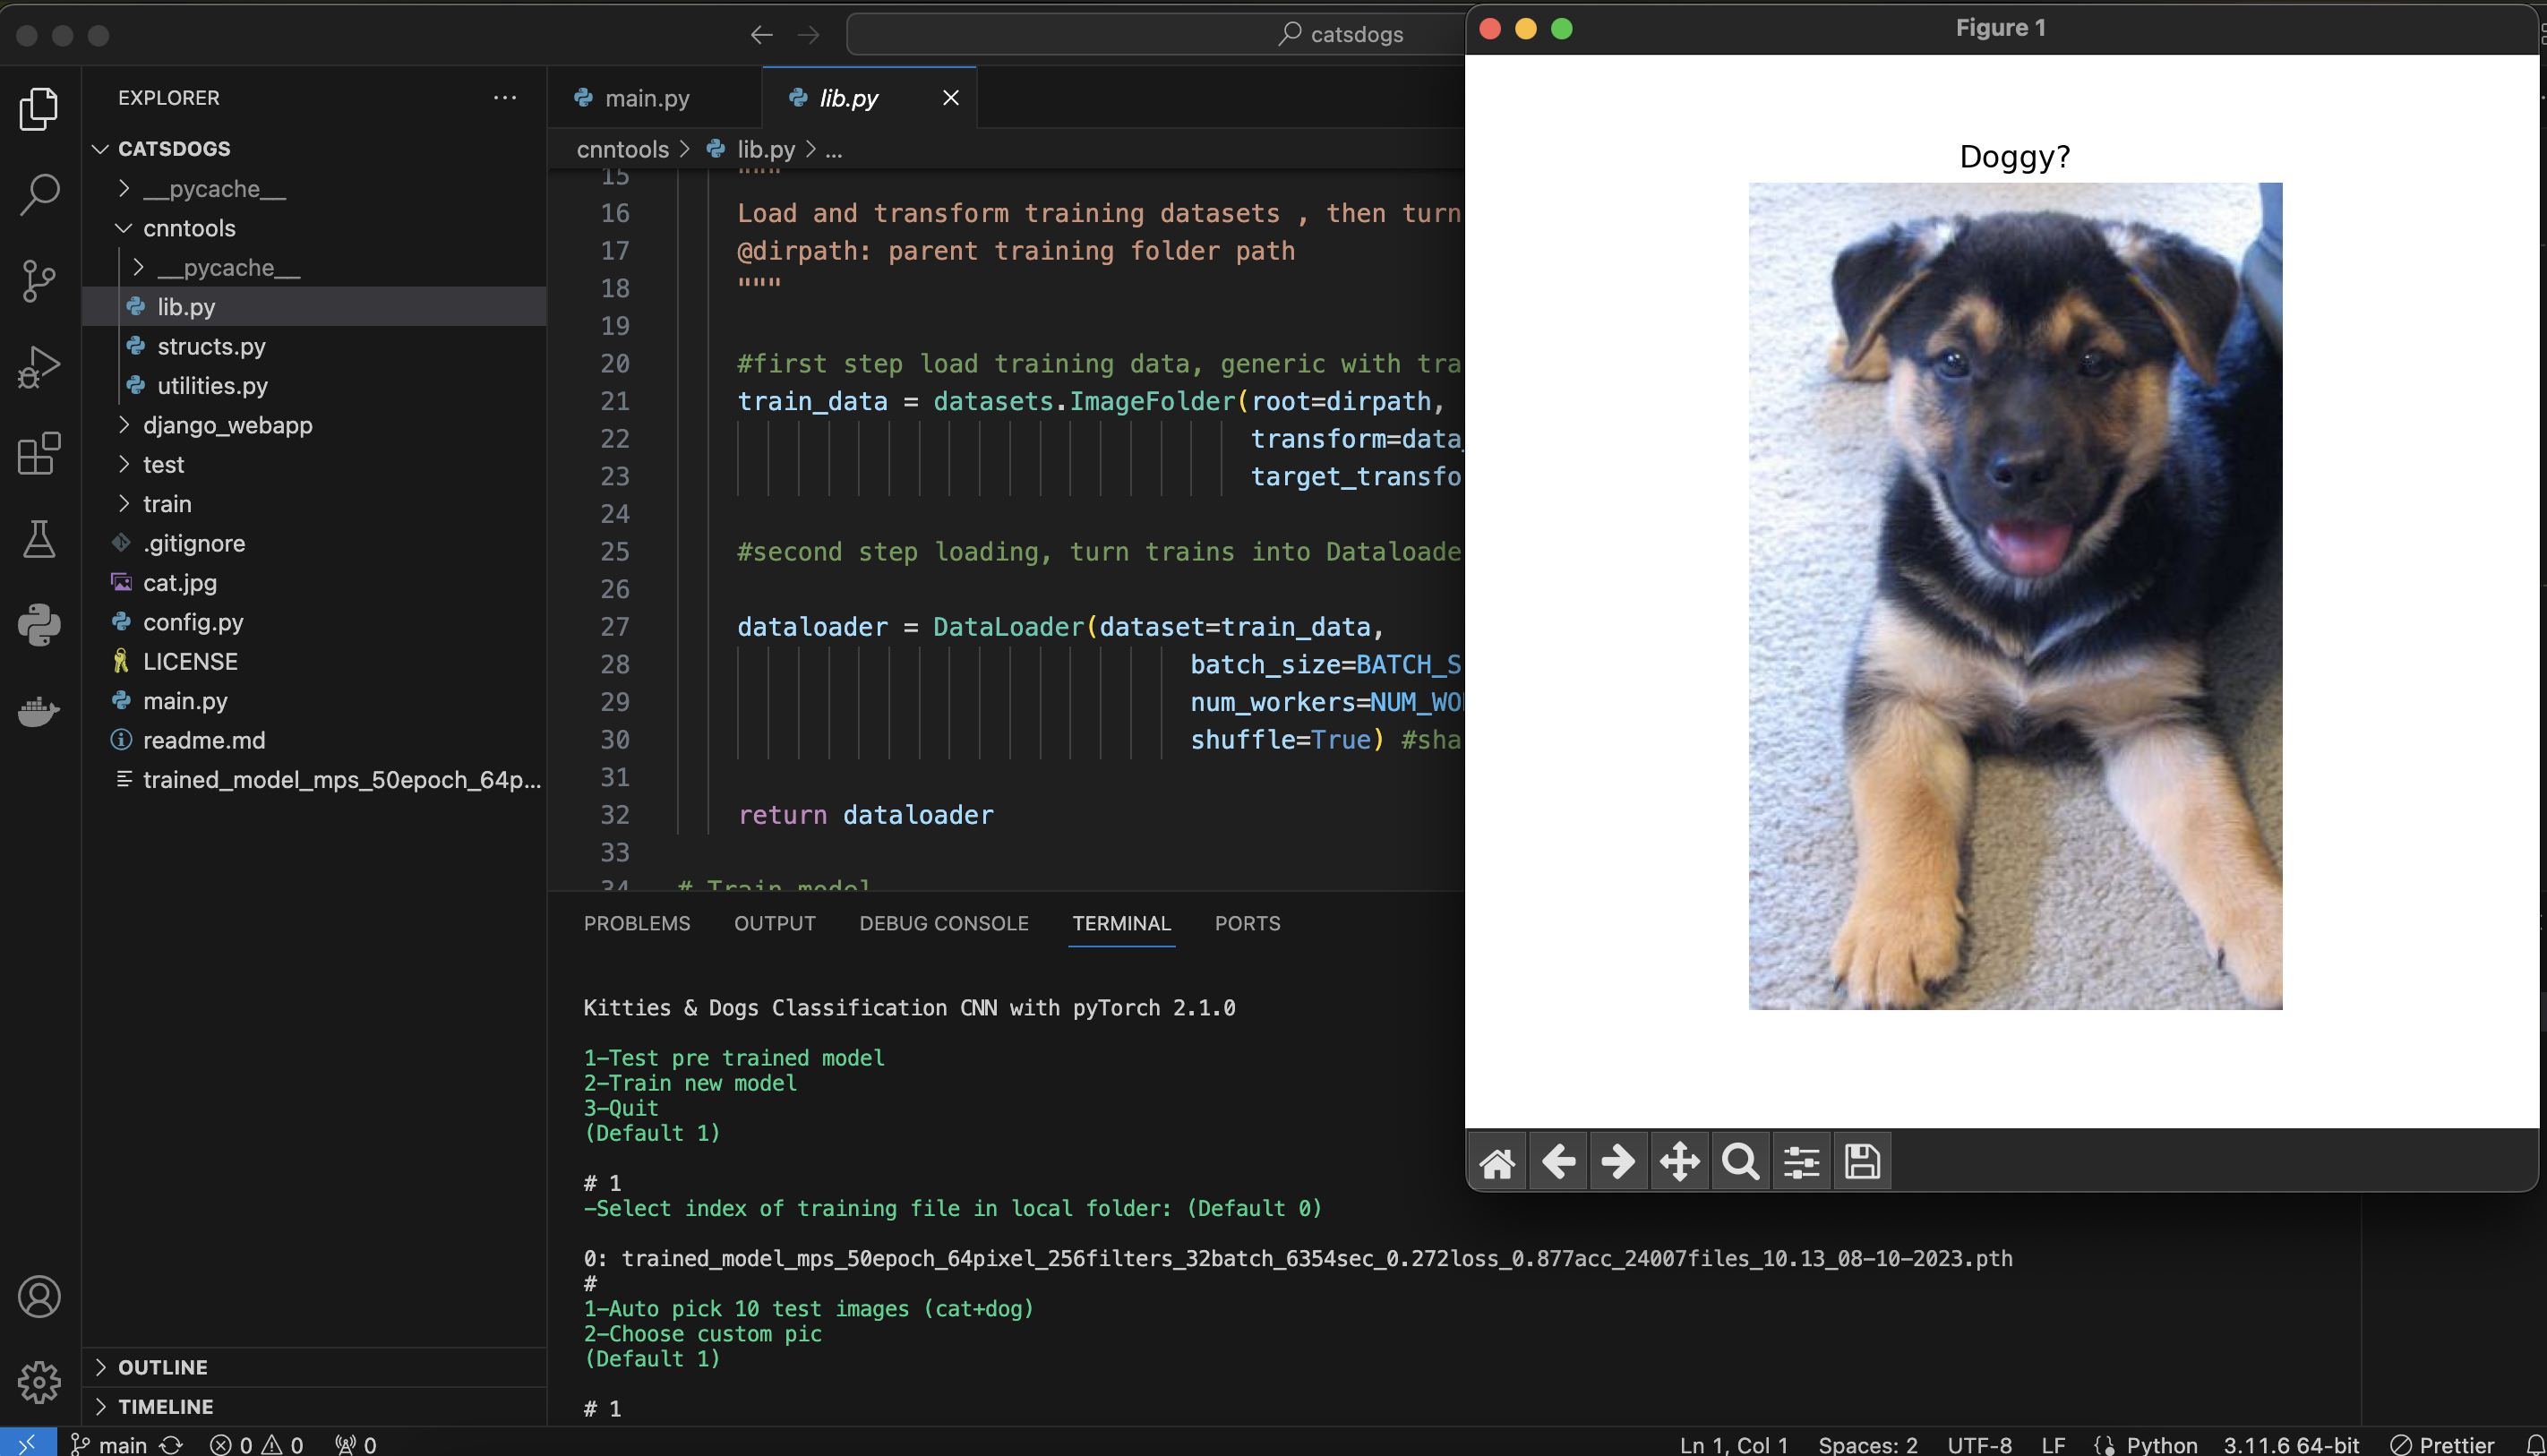 catsdogs
Figure 1
EXPLORER
main.py
lib.py
CATSDOGS
__pycache__
cnntools
__pycache__
lib.py
structs.py
utilities.py
django_webapp
test
train
.gitignore
cat.jpg
config.py
LICENSE
main.py
readme.md
trained_model_mps_50epoch_64p...
OUTLINE
TIMELINE
cnntools > lib.py > ...
15 """
16 Load and transform training datasets , then turn
17 @dirpath: parent training folder path
18 """
19
20 #first step load training data, generic with tra
21 train_data = datasets.ImageFolder(root=dirpath,
22 transform=data_
23 target_transfo
24
25 #second step loading, turn trains into Dataloade
26
27 dataloader = DataLoader(dataset=train_data,
28 batch_size=BATCH_S
29 num_workers=NUM_WO
30 shuffle=True) #sha
31
32 return dataloader
33
34 # Train model
Doggy?
PROBLEMS OUTPUT DEBUG CONSOLE TERMINAL PORTS
Kitties & Dogs Classification CNN with pyTorch 2.1.0
1-Test pre trained model
2-Train new model
3-Quit
(Default 1)
# 1
-Select index of training file in local folder: (Default 0)
0: trained_model_mps_50epoch_64pixel_256filters_32batch_6354sec_0.272loss_0.877acc_24007files_10.13_08-10-2023.pth
#
1-Auto pick 10 test images (cat+dog)
2-Choose custom pic
(Default 1)
# 1
main 0 0 0 Ln 1, Col 1 Spaces: 2 UTF-8 LF Python 3.11.6 64-bit Prettier